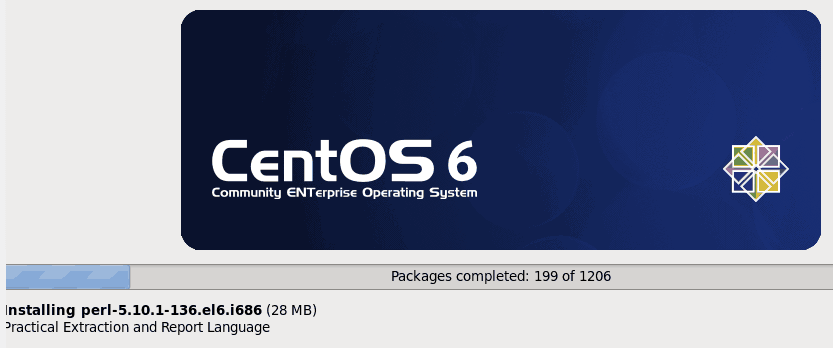 CentOS 6
Community ENTerprise Operating System
Packages completed: 199 of 1206
Installing perl-5.10.1-136.el6.i686 (28 MB)
Practical Extraction and Report Language